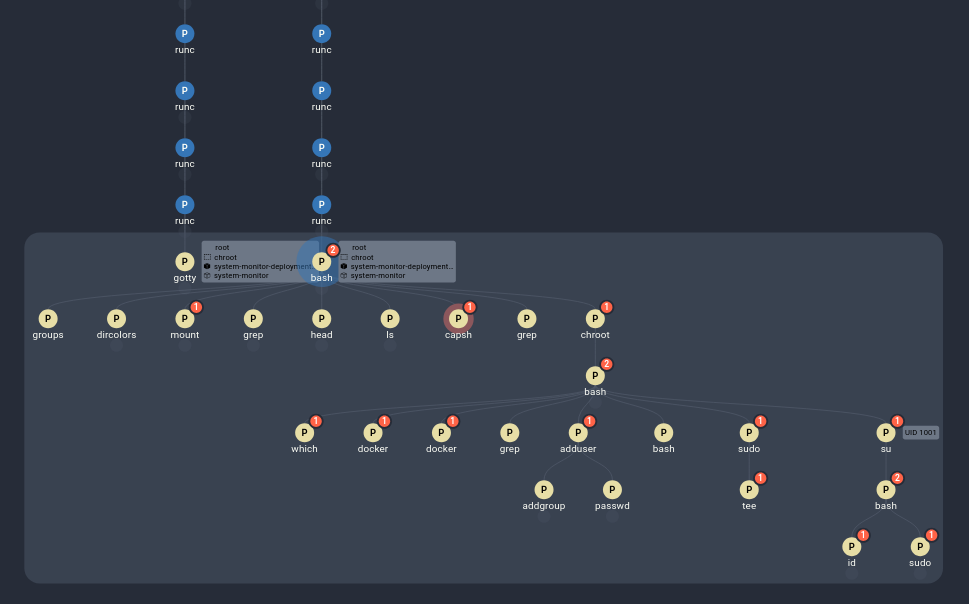 P P
runc runc
P P
runc runc
P P
runc runc
P P
runc runc
P
gotty
root
chroot
system-monitor-deployment
system-monitor
P 2
bash
root
chroot
system-monitor-deployment...
system-monitor
P P P 1 P P P P 1 P P 1
groups dircolors mount grep head ls capsh grep chroot
P 2
bash
P 1 P 1 P 1 P P 1 P P 1 P 1 UID 1001
which docker docker grep adduser bash sudo su
P P P 1 P 2
addgroup passwd tee bash
P 1 P 1
id sudo